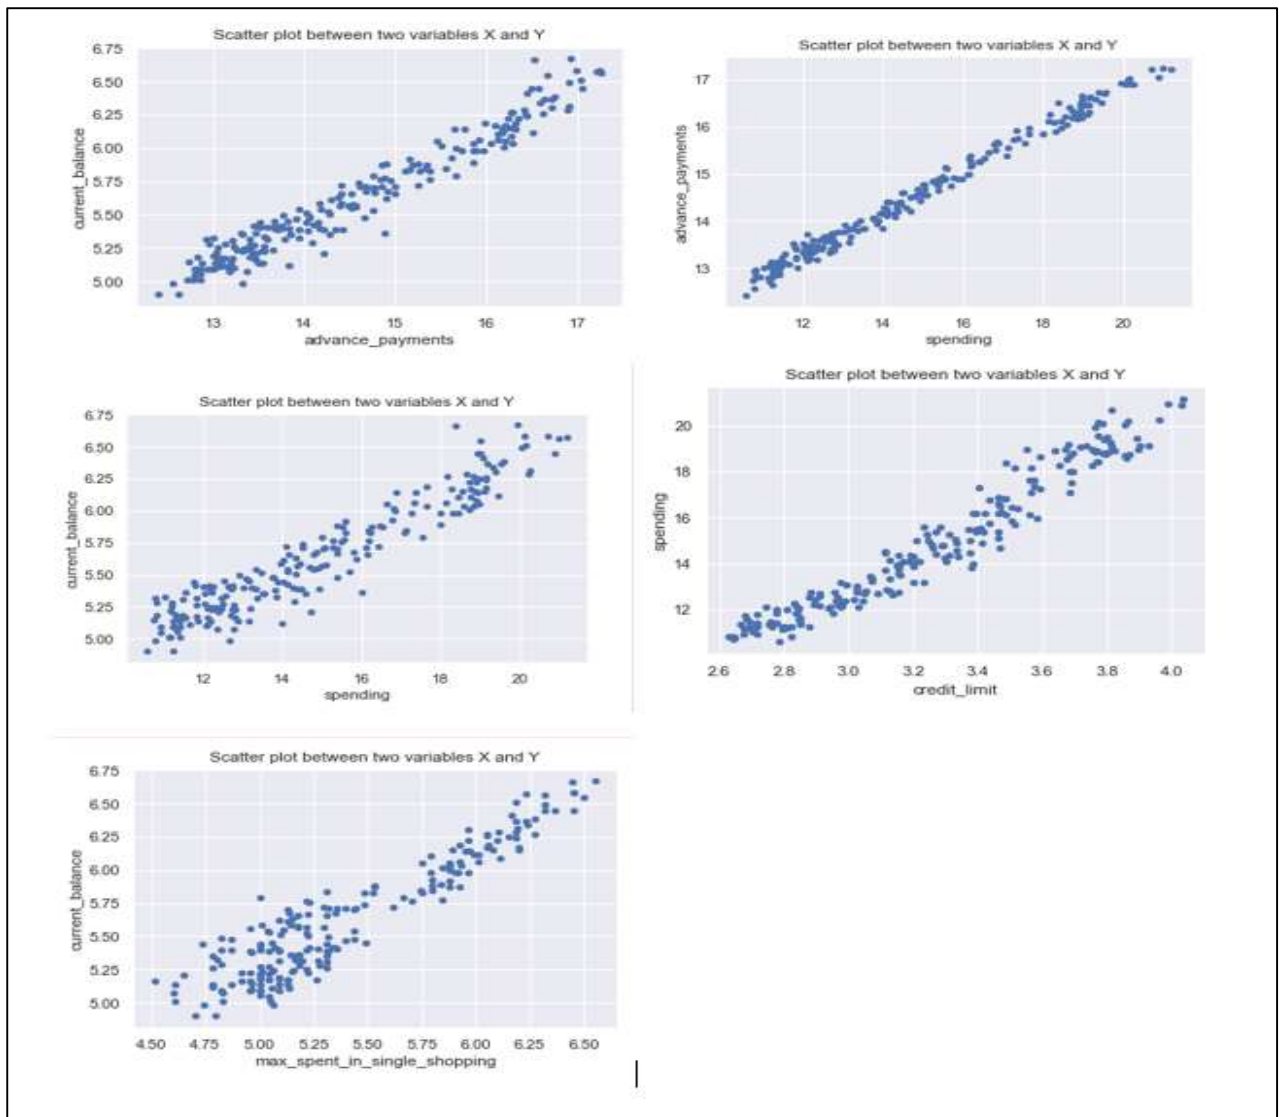 Scatter plot between two variables X and Y
6.75
6.50
6.25
6.00
5.75
5.50
5.25
5.00
current_balance
13 14 15 16 17
advance_payments
Scatter plot between two variables X and Y
17
16
15
14
13
advance_payments
12 14 16 18 20
spending
Scatter plot between two variables X and Y
6.75
6.50
6.25
6.00
5.75
5.50
5.25
5.00
current_balance
12 14 16 18 20
spending
Scatter plot between two variables X and Y
20
18
16
14
12
spending
2.6 2.8 3.0 3.2 3.4 3.6 3.8 4.0
credit_limit
Scatter plot between two variables X and Y
6.75
6.50
6.25
6.00
5.75
5.50
5.25
5.00
current_balance
4.50 4.75 5.00 5.25 5.50 5.75 6.00 6.25 6.50
max_spent_in_single_shopping